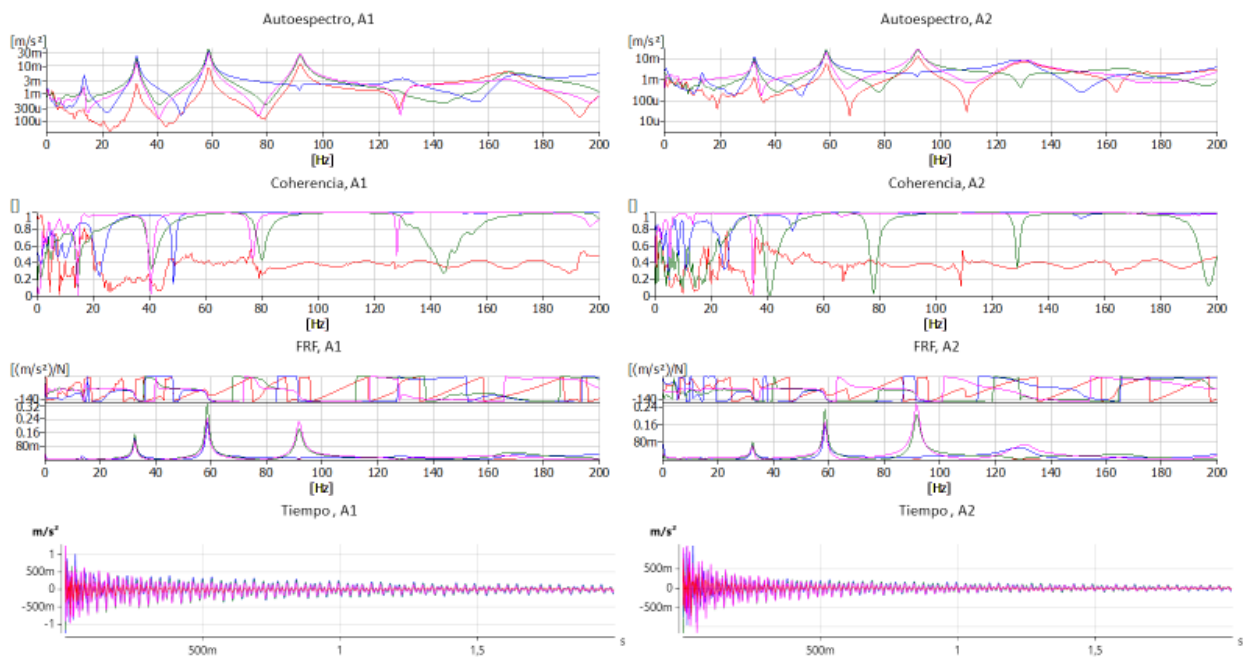 Autoespectro, A1
[m/s²]
30m
10m
3m
1m
300u
100u
0 20 40 60 80 100 120 140 160 180 200
[Hz]
Autoespectro, A2
[m/s²]
10m
1m
100u
10u
0 20 40 60 80 100 120 140 160 180 200
[Hz]
Coherencia, A1
[]
1
0.8
0.6
0.4
0.2
0
0 20 40 60 80 100 120 140 160 180 200
[Hz]
Coherencia, A2
[]
1
0.8
0.6
0.4
0.2
0
0 20 40 60 80 100 120 140 160 180 200
[Hz]
FRF, A1
[(m/s²)/N]
-140
0.32
0.24
0.16
80m
0 20 40 60 80 100 120 140 160 180 200
[Hz]
FRF, A2
[(m/s²)/N]
-140
0.24
0.16
80m
0 20 40 60 80 100 120 140 160 180 200
[Hz]
Tiempo , A1
m/s²
1
500m
0
-500m
-1
500m 1 1,5 s
Tiempo , A2
m/s²
500m
0
-500m
500m 1 1,5 s